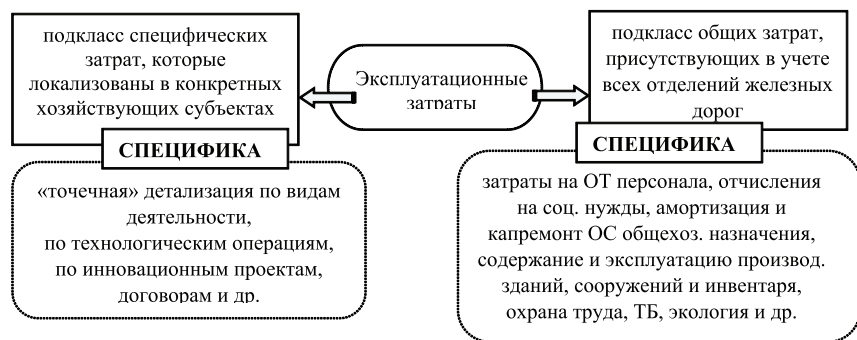 подкласс специфических
затрат, которые
локализованы в конкретных
хозяйствующих субъектах
СПЕЦИФИКА
«точечная» детализация по видам
деятельности,
по технологическим операциям,
по инновационным проектам,
договорам и др.
Эксплуатационные
затраты
подкласс общих затрат,
присутствующих в учете
всех отделений железных
дорог
СПЕЦИФИКА
затраты на ОТ персонала, отчисления
на соц. нужды, амортизация и
капремонт ОС общехоз. назначения,
содержание и эксплуатацию производ.
зданий, сооружений и инвентаря,
охрана труда, ТБ, экология и др.